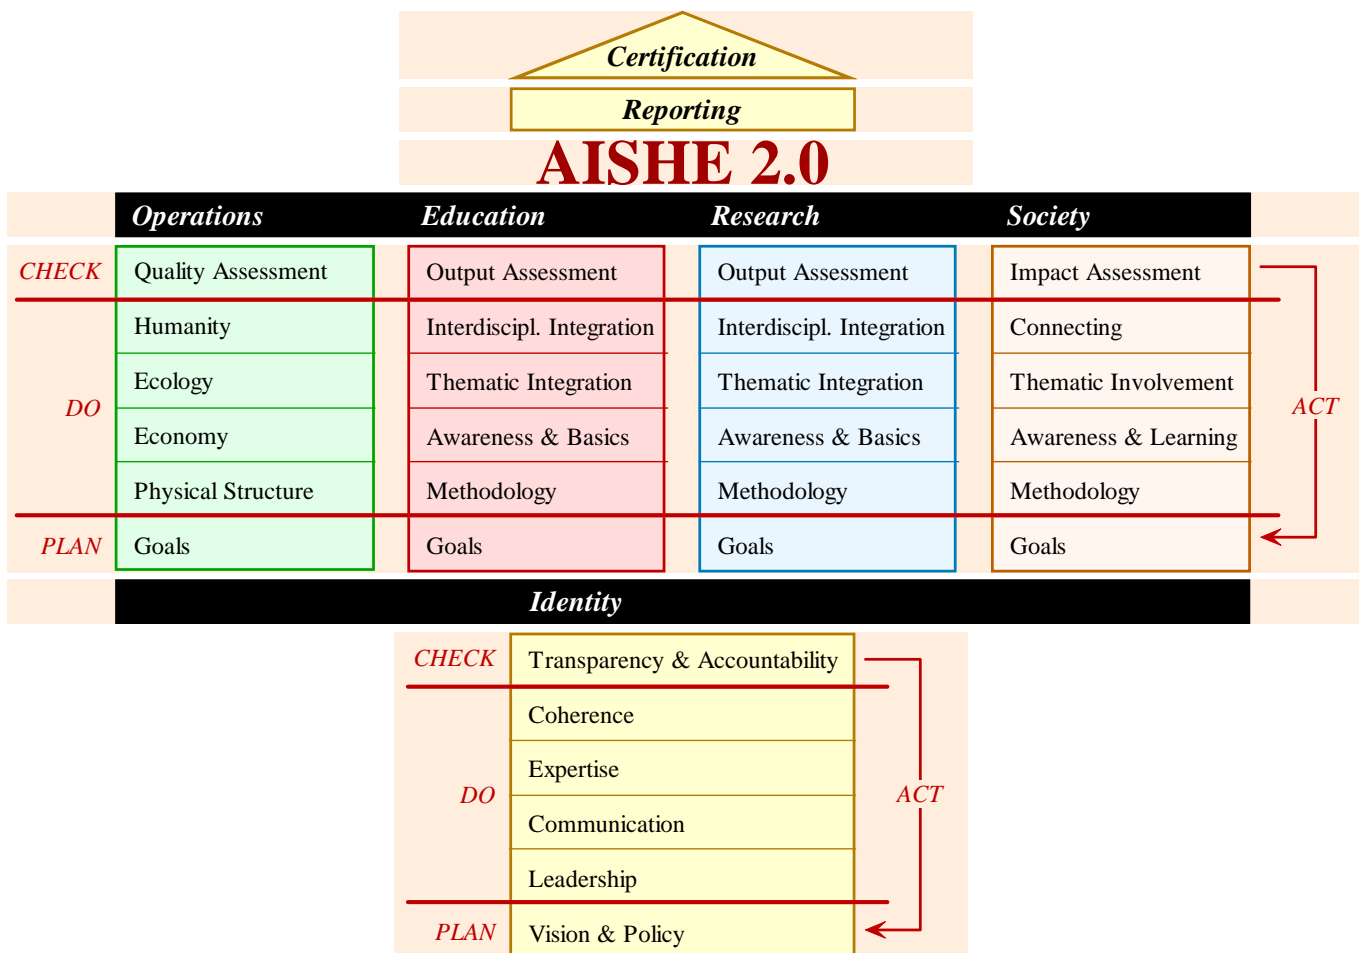 Certification
Reporting
AISHE 2.0
Operations Education Research Society
CHECK Quality Assessment Output Assessment Output Assessment Impact Assessment
Humanity Interdiscipl. Integration Interdiscipl. Integration Connecting
Ecology Thematic Integration Thematic Integration Thematic Involvement
DO ACT
Economy Awareness & Basics Awareness & Basics Awareness & Learning
Physical Structure Methodology Methodology Methodology
PLAN Goals Goals Goals Goals
Identity
CHECK Transparency & Accountability
Coherence
Expertise
DO ACT
Communication
Leadership
PLAN Vision & Policy